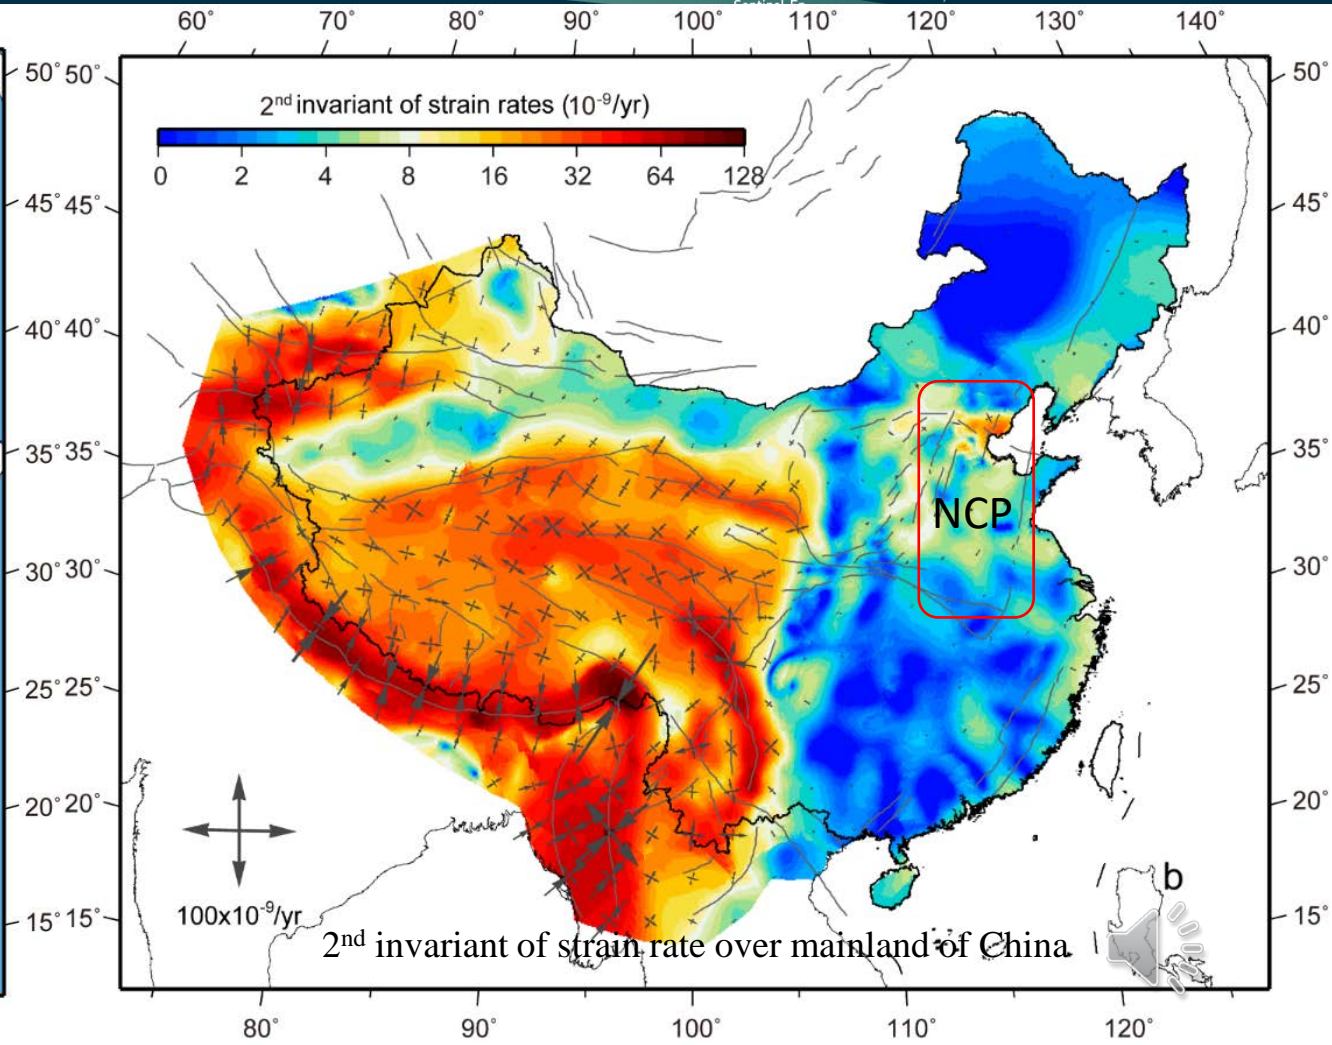 Sentinel-5p
60° 70° 80° 90° 100° 110° 120° 130° 140°
50° 50° 50°
2nd invariant of strain rates (10-9/yr)
0 2 4 8 16 32 64 128
45° 45° 45°
40° 40° 40°
35° 35° 35°
NCP
30° 30° 30°
25° 25° 25°
20° 20° 20°
b
100x10-9/yr
15° 15° 15°
2nd invariant of strain rate over mainland of China
80° 90° 100° 110° 120°